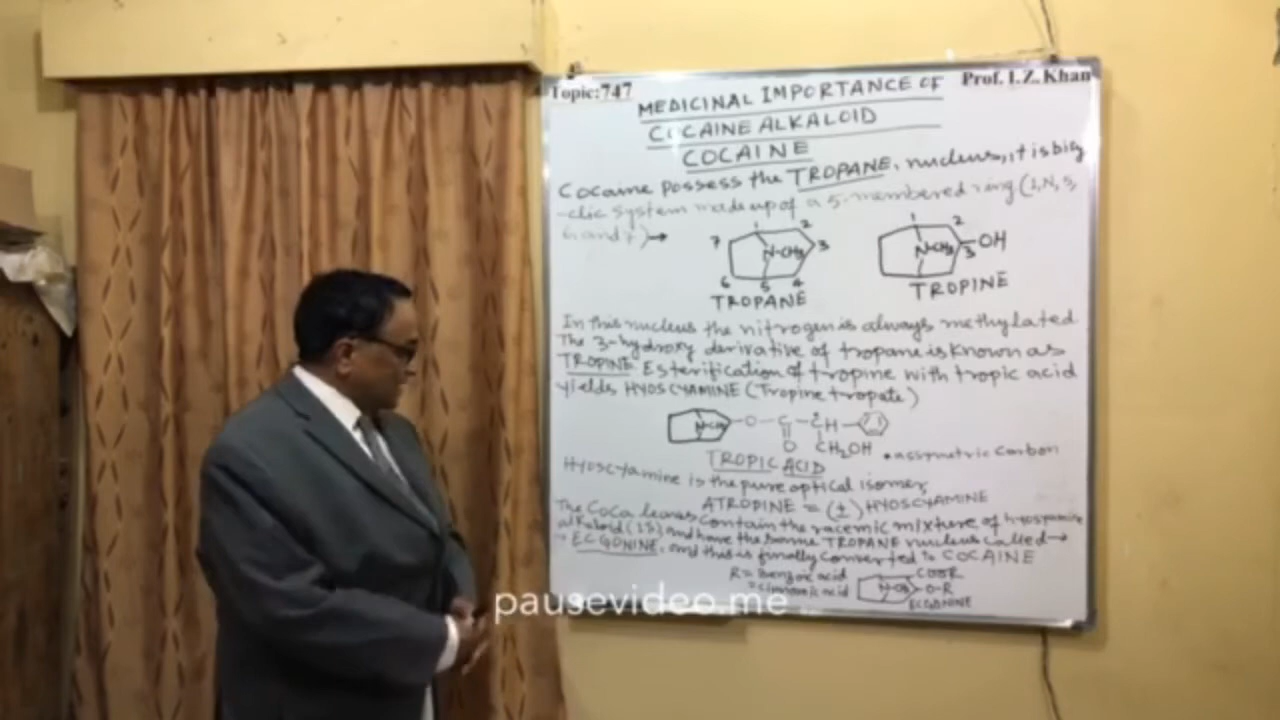 Topic:747
Prof. I.Z. Khan
MEDICINAL IMPORTANCE OF
COCAINE ALKALOID
COCAINE
Cocaine possess the TROPANE, nucleus, it is bicy
-clic system made up of a 5-membered ring (1, N, 5,
6 and 7) →
1 2 3 4 5 6 7
N-CH3
TROPANE
1 2 3
N-CH3
OH
TROPINE
In this nucleus the nitrogen is always methylated
The 3-hydroxy derivative of tropane is known as
TROPINE. Esterification of tropine with tropic acid
yields HYOSCYAMINE (Tropine tropate)
N-CH3 -O-C-CH-
O CH2OH
• assymetric carbon
TROPIC ACID
Hyoscyamine is the pure optical isomer,
ATROPINE = (±) HYOSCYAMINE
The Coca leaves contain the racemic mixture of
alkaloid and have the same TROPANE nucleus called →
→ ECGONINE, and this is finally converted to COCAINE
R = Benzoic acid
= Cinnamic acid
COOR
O-R
ECGONINE
pausevideo.me